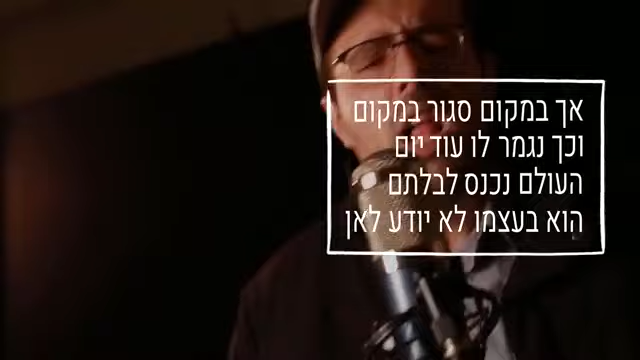 אך במקום סגור במקום
וכך נגמר לו עוד יום
העולם נכנס לבלתם
הוא בעצמו לא יודע לאן